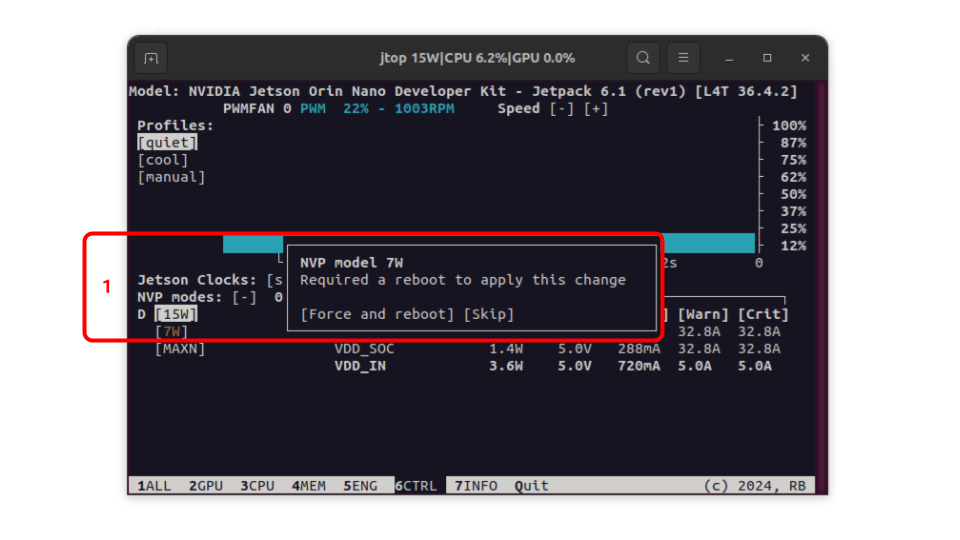 jtop 15W|CPU 6.2%|GPU 0.0%
Model: NVIDIA Jetson Orin Nano Developer Kit - Jetpack 6.1 (rev1) [L4T 36.4.2]
PWMFAN 0 PWM 22% - 1003RPM Speed [-] [+]
Profiles: 100%
[quiet] 87%
[cool] 75%
[manual] 62%
50%
37%
25%
12%
NVP model 7W 2s 0
1
Jetson Clocks: [s Required a reboot to apply this change
NVP modes: [-] 0
D [15W] [Force and reboot] [Skip] ] [Warn] [Crit]
[7W] 32.8A 32.8A
[MAXN] VDD_SOC 1.4W 5.0V 288mA 32.8A 32.8A
VDD_IN 3.6W 5.0V 720mA 5.0A 5.0A
1ALL 2GPU 3CPU 4MEM 5ENG 6CTRL 7INFO Quit (c) 2024, RB